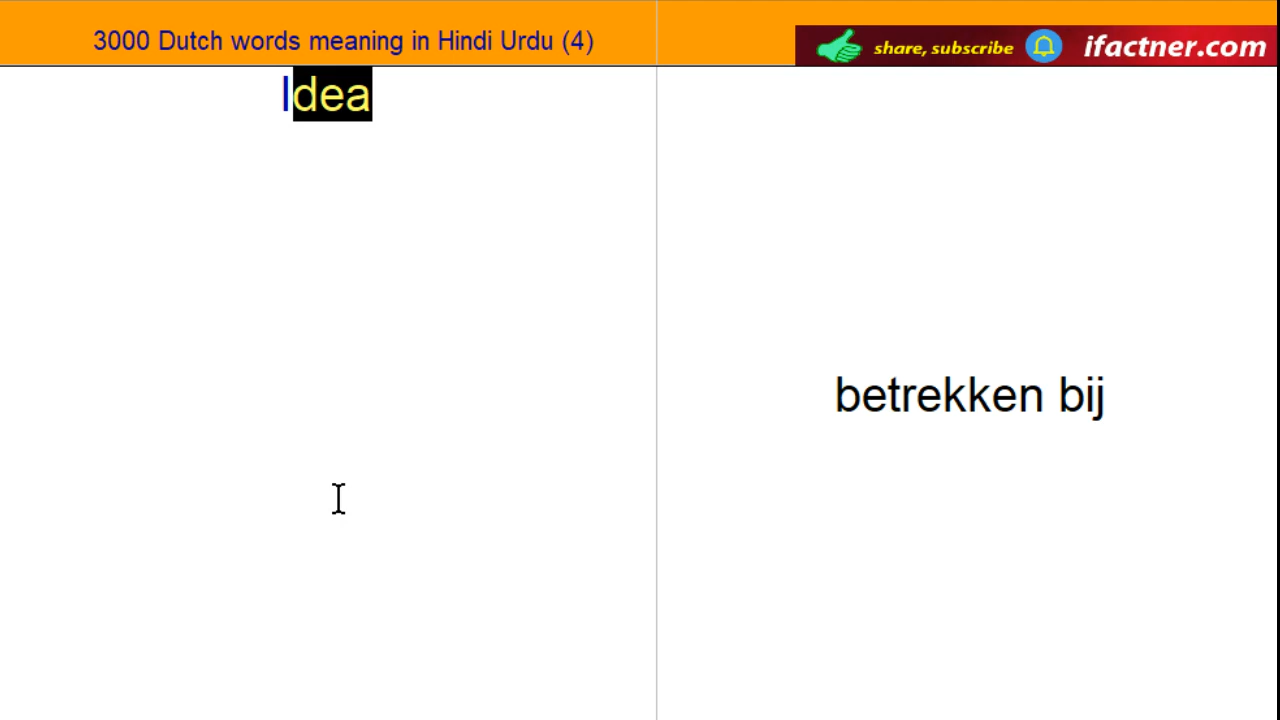 3000 Dutch words meaning in Hindi Urdu (4)
share, subscribe
ifactner.com
Idea
betrekken bij